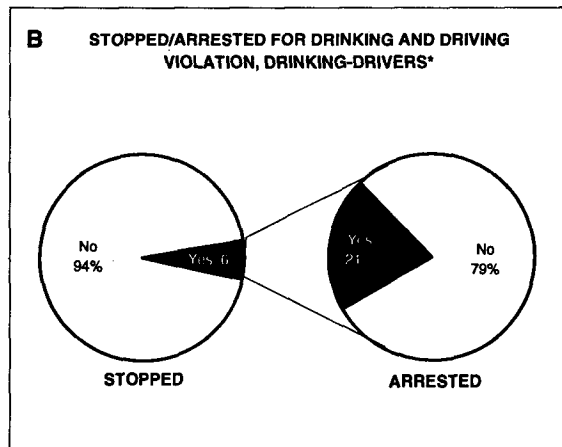 B STOPPED/ARRESTED FOR DRINKING AND DRIVING
VIOLATION, DRINKING-DRIVERS*
No
94%
Yes 6
STOPPED
Yes
21
No
79%
ARRESTED